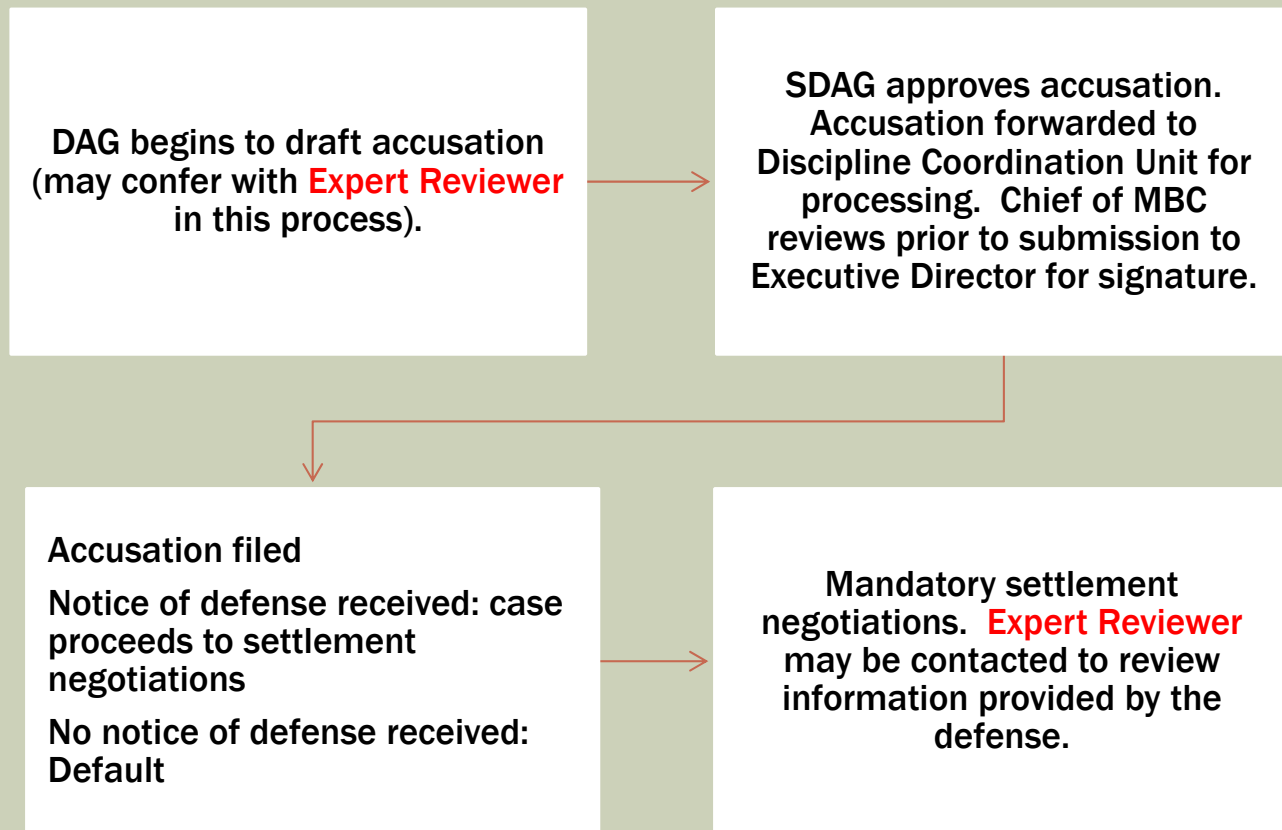 DAG begins to draft accusation
(may confer with Expert Reviewer
in this process).
SDAG approves accusation.
Accusation forwarded to
Discipline Coordination Unit for
processing.  Chief of MBC
reviews prior to submission to
Executive Director for signature.
Accusation filed
Notice of defense received: case
proceeds to settlement
negotiations
No notice of defense received:
Default
Mandatory settlement
negotiations.  Expert Reviewer
may be contacted to review
information provided by the
defense.